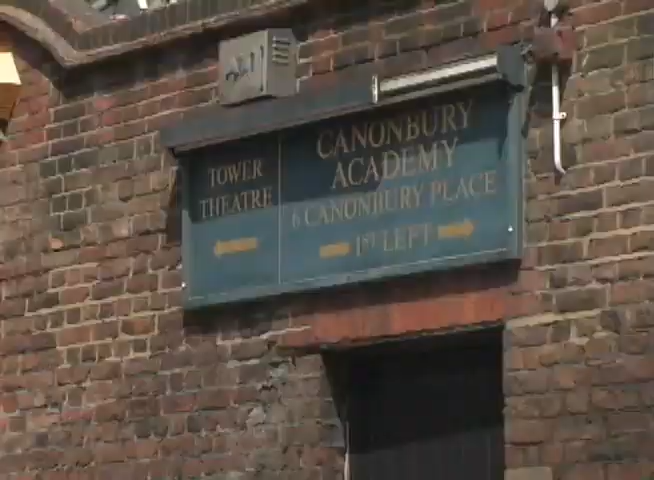 TOWER
THEATRE
CANONBURY
ACADEMY
6 CANONBURY PLACE
1ST LEFT